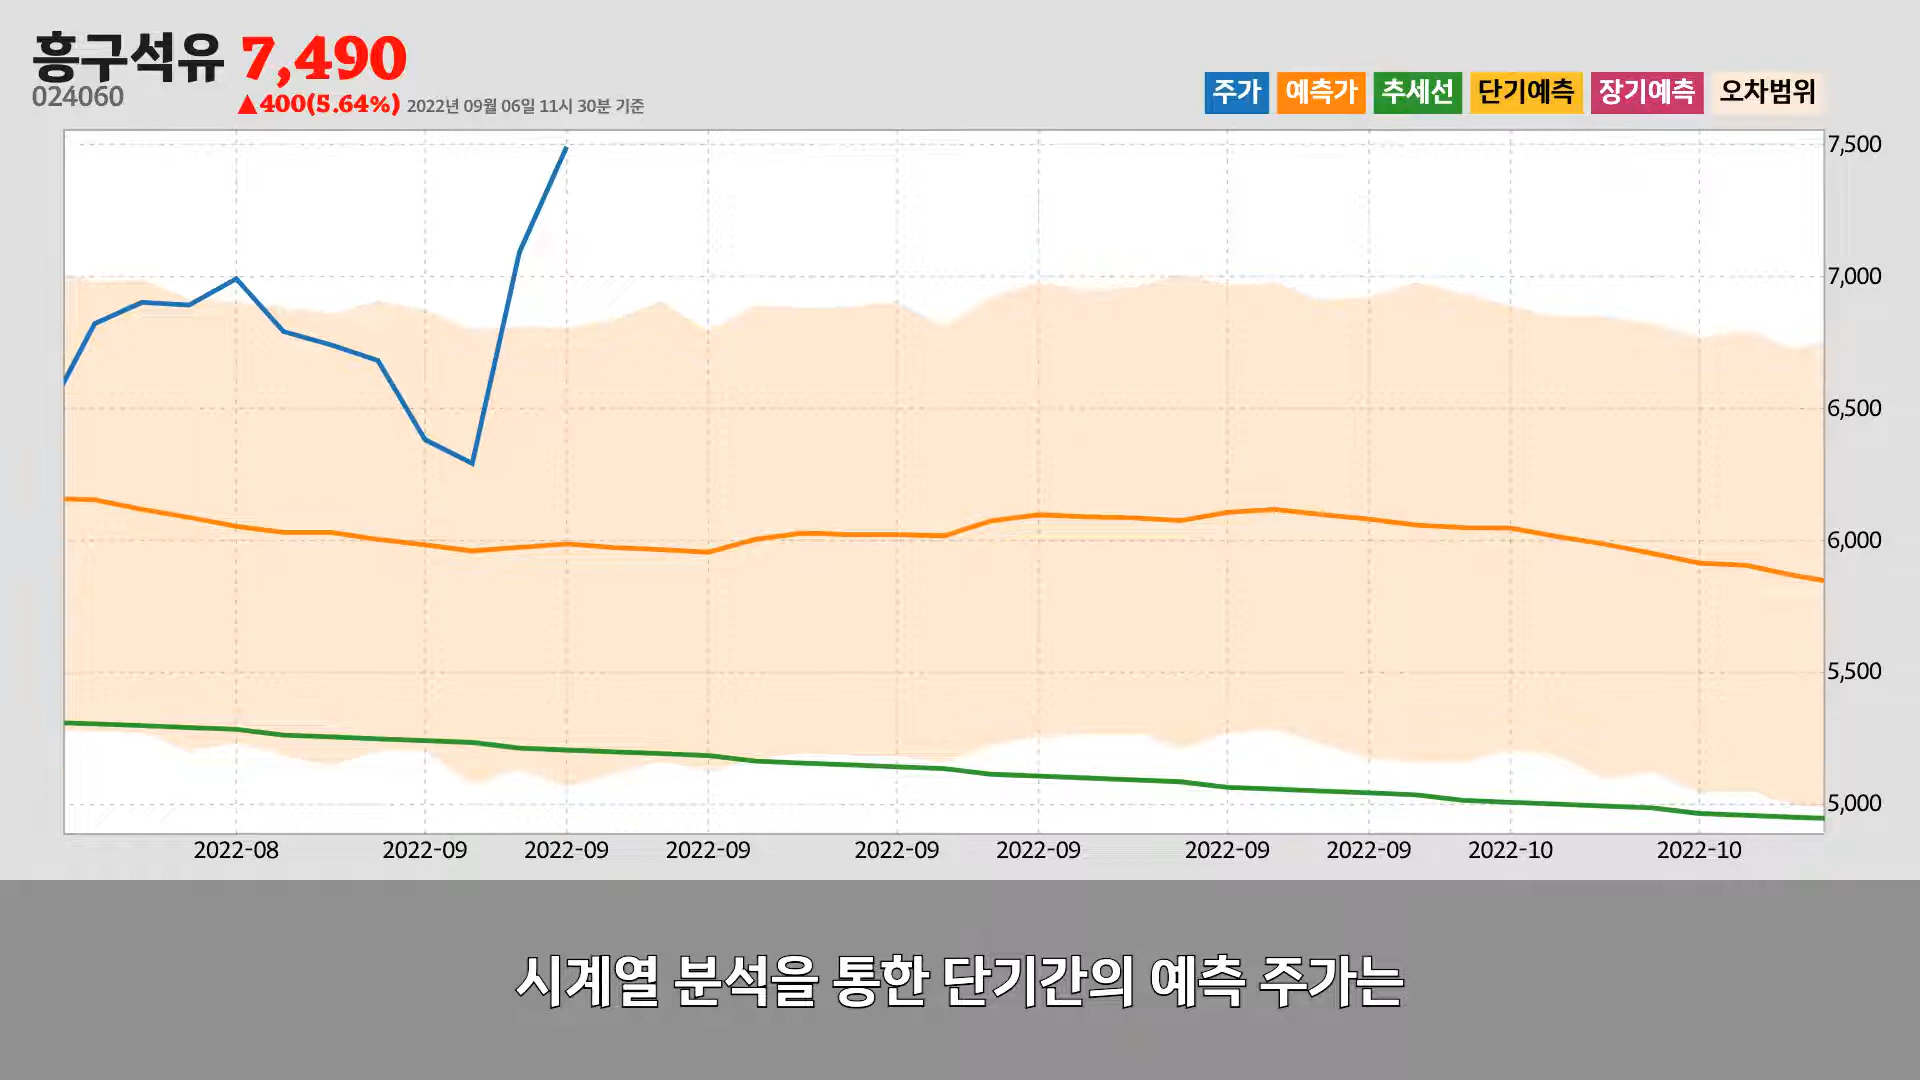 흥구석유 7,490
024060
▲400(5.64%) 2022년 09월 06일 11시 30분 기준
주가 예측가 추세선 단기예측 장기예측 오차범위
7,500
7,000
6,500
6,000
5,500
5,000
2022-08 2022-09 2022-09 2022-09 2022-09 2022-09 2022-09 2022-09 2022-10 2022-10
시계열 분석을 통한 단기간의 예측 주가는